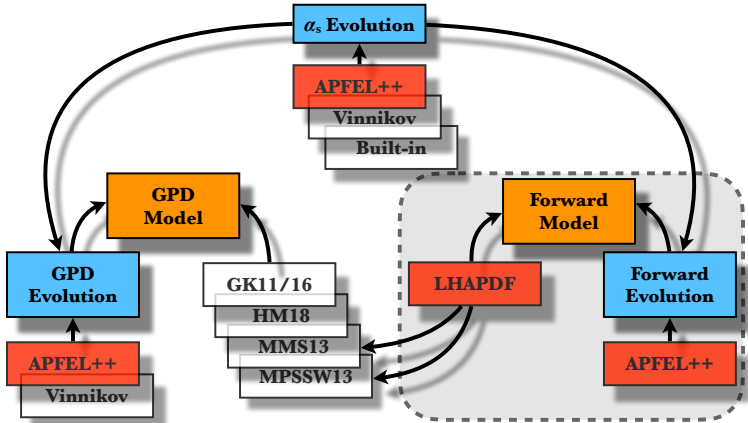 α_s Evolution
APFEL++
Vinnikov
Built-in
GPD
Model
Forward
Model
GPD
Evolution
GK11/16
HM18
MMS13
MPSSW13
LHAPDF
Forward
Evolution
APFEL++
Vinnikov
APFEL++